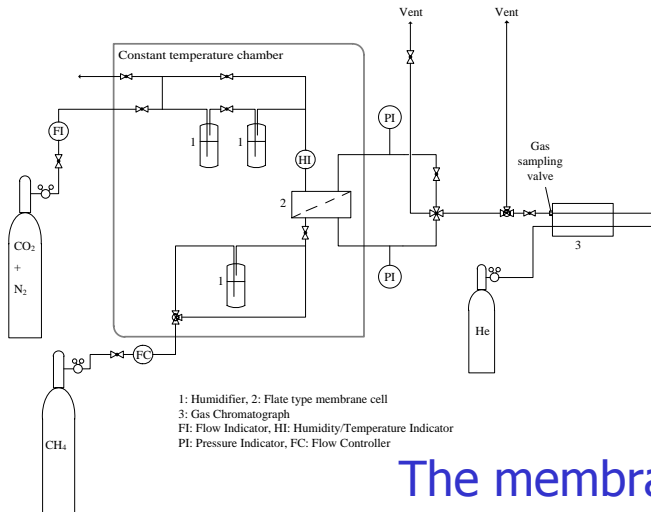 Vent
Vent
Constant temperature chamber
FI
1
1
PI
HI
Gas
sampling
valve
2
CO2
+
N2
1
PI
3
He
FC
CH4
1: Humidifier, 2: Flate type membrane cell
3: Gas Chromatograph
FI: Flow Indicator, HI: Humidity/Temperature Indicator
PI: Pressure Indicator, FC: Flow Controller
The membra